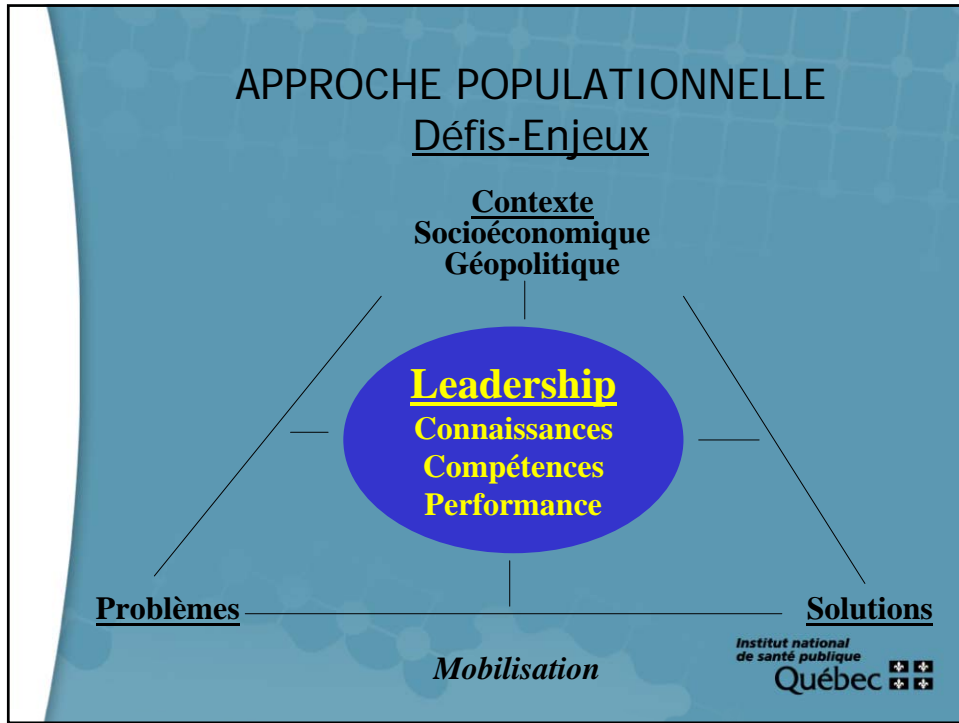 APPROCHE POPULATIONNELLE
Défis-Enjeux
Contexte
Socioéconomique
Géopolitique
Leadership
Connaissances
Compétences
Performance
Problèmes
Solutions
Mobilisation
Institut national
de santé publique
Québec